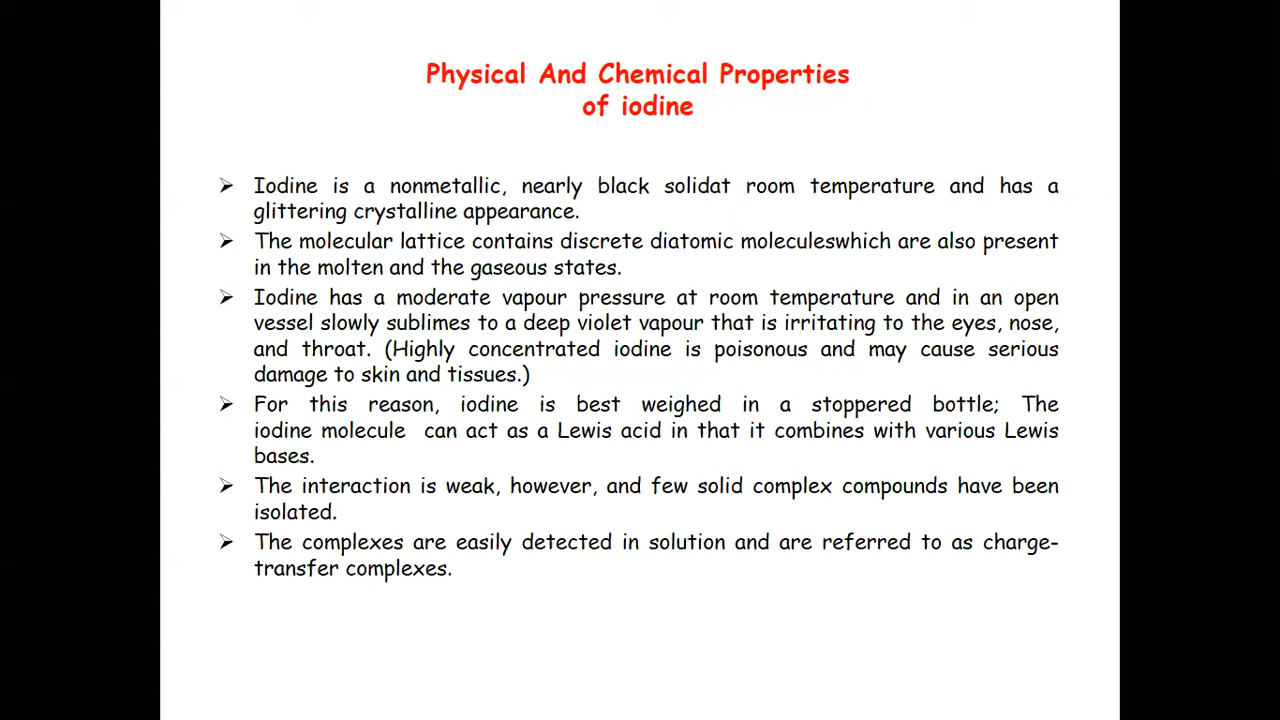 Physical And Chemical Properties
of iodine
➢ Iodine is a nonmetallic, nearly black solidat room temperature and has a
glittering crystalline appearance.
➢ The molecular lattice contains discrete diatomic moleculeswhich are also present
in the molten and the gaseous states.
➢ Iodine has a moderate vapour pressure at room temperature and in an open
vessel slowly sublimes to a deep violet vapour that is irritating to the eyes, nose,
and throat. (Highly concentrated iodine is poisonous and may cause serious
damage to skin and tissues.)
➢ For this reason, iodine is best weighed in a stoppered bottle; The
iodine molecule can act as a Lewis acid in that it combines with various Lewis
bases.
➢ The interaction is weak, however, and few solid complex compounds have been
isolated.
➢ The complexes are easily detected in solution and are referred to as charge-
transfer complexes.